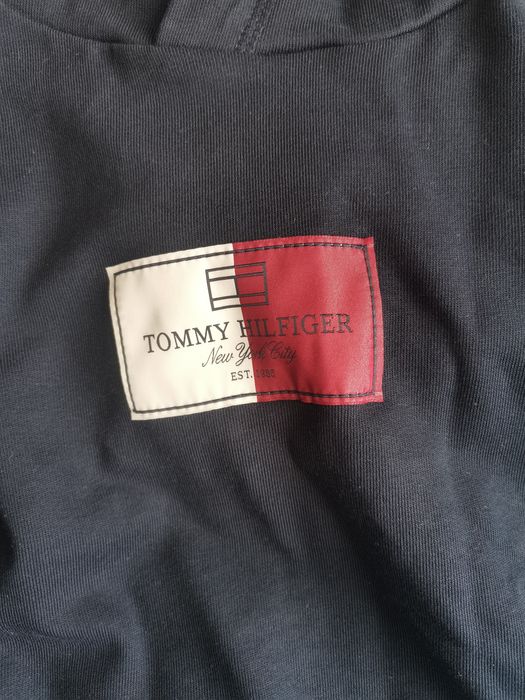 TOMMY HILFIGER
New York City
EST. 1985